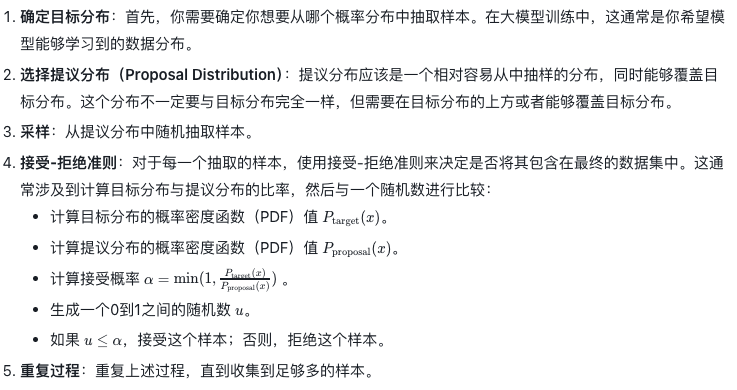 1. 确定目标分布：首先，你需要确定你想要从哪个概率分布中抽取样本。在大模型训练中，这通常是你希望模
型能够学习到的数据分布。
2. 选择提议分布（Proposal Distribution）：提议分布应该是一个相对容易从中抽样的分布，同时能够覆盖目
标分布。这个分布不一定要与目标分布完全一样，但需要在目标分布的上方或者能够覆盖目标分布。
3. 采样：从提议分布中随机抽取样本。
4. 接受-拒绝准则：对于每一个抽取的样本，使用接受-拒绝准则来决定是否将其包含在最终的数据集中。这通
常涉及到计算目标分布与提议分布的比率，然后与一个随机数进行比较：
• 计算目标分布的概率密度函数（PDF）值 P_target(x)。
• 计算提议分布的概率密度函数（PDF）值 P_proposal(x)。
• 计算接受概率 α = min(1, P_target(x)/P_proposal(x)) 。
• 生成一个0到1之间的随机数 u。
• 如果 u ≤ α，接受这个样本；否则，拒绝这个样本。
5. 重复过程：重复上述过程，直到收集到足够多的样本。